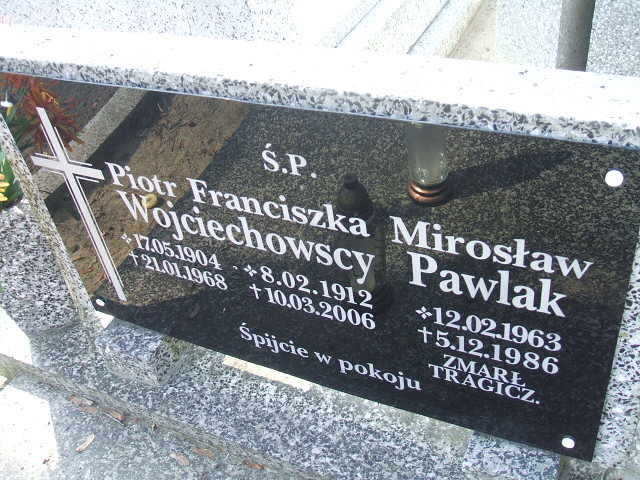 Ś.P.
Piotr Franciszka
Wojciechowscy
✢17.05.1904 ✢8.02.1912
†21.01.1968 †10.03.2006
Mirosław
Pawlak
✢12.02.1963
†5.12.1986
ZMARŁ
TRAGICZ.
Śpijcie w pokoju